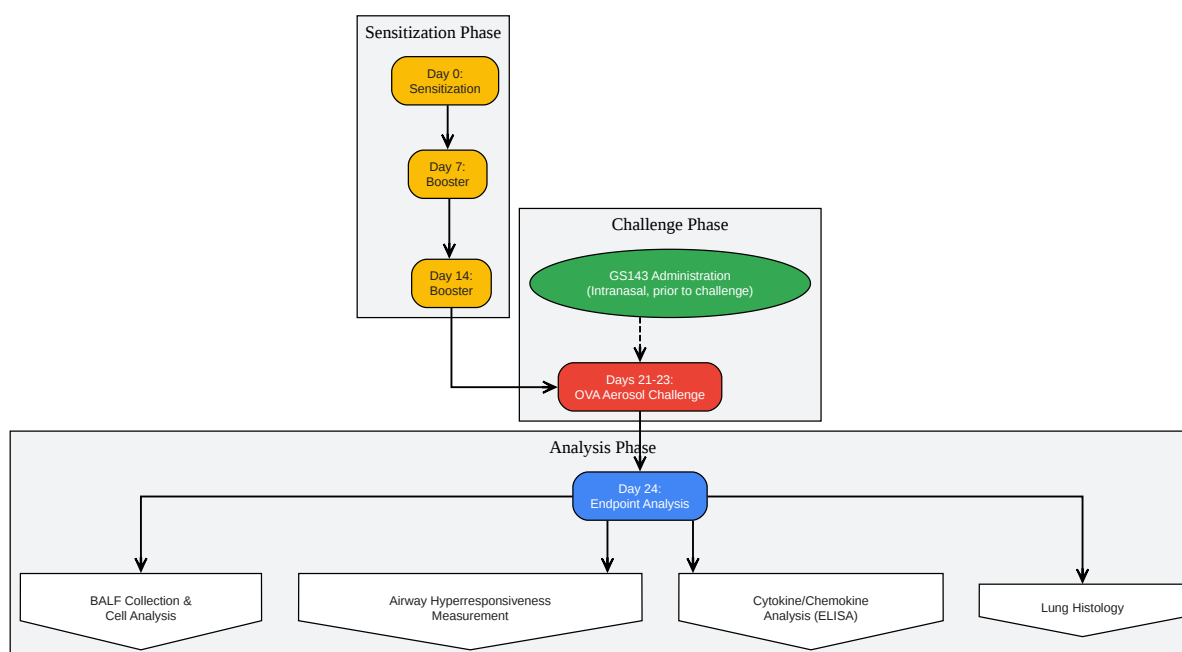 Sensitization Phase
Day 0:
Sensitization
Day 7:
Booster
Day 14:
Booster
Challenge Phase
GS143 Administration
(Intranasal, prior to challenge)
Days 21-23:
OVA Aerosol Challenge
Analysis Phase
Day 24:
Endpoint Analysis
BALF Collection &
Cell Analysis
Airway Hyperresponsiveness
Measurement
Cytokine/Chemokine
Analysis (ELISA)
Lung Histology